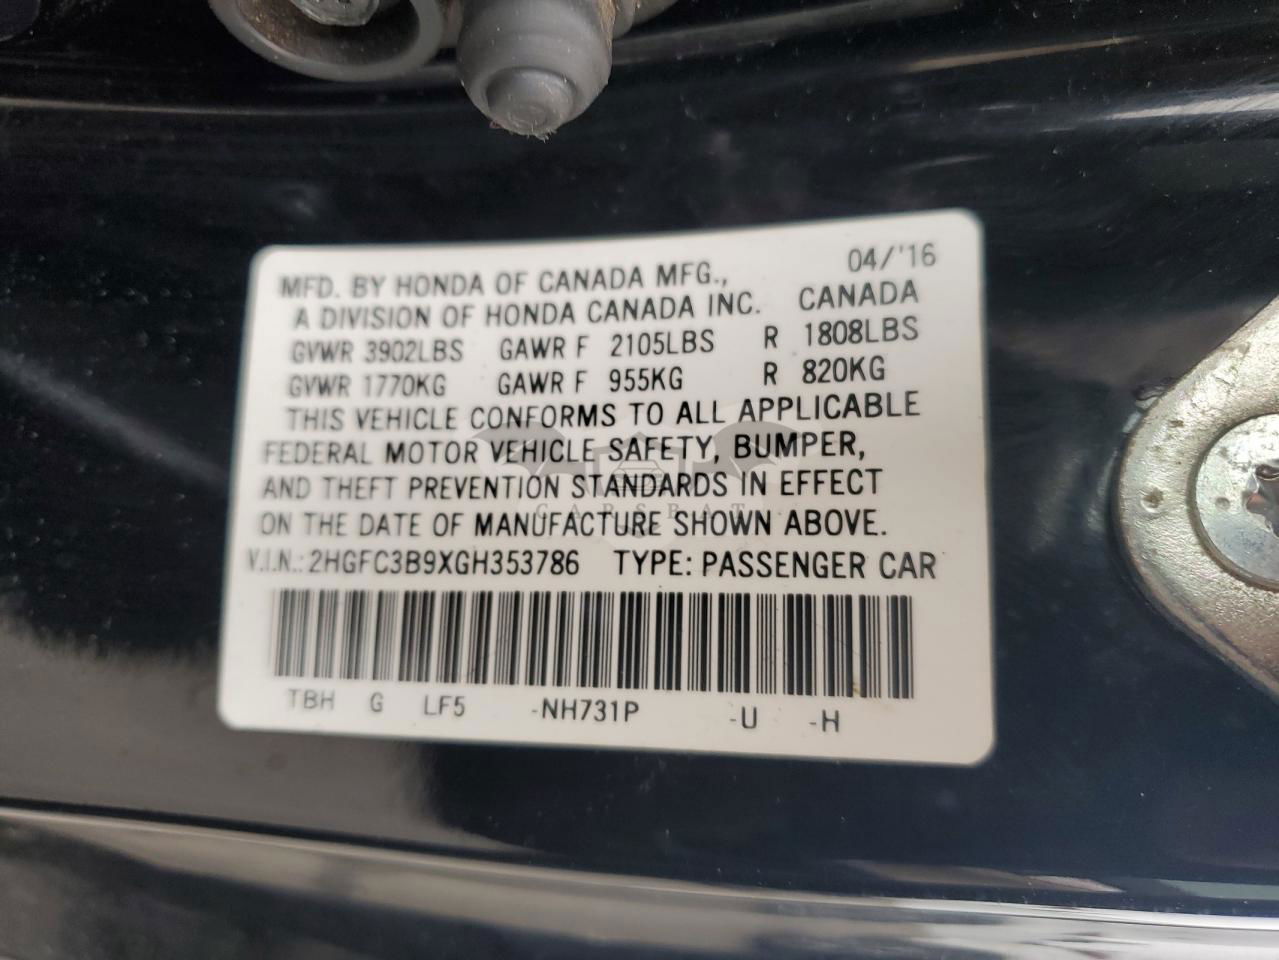 04/'16
MFD. BY HONDA OF CANADA MFG.,
A DIVISION OF HONDA CANADA INC. CANADA
GVWR 3902LBS GAWR F 2105LBS R 1808LBS
GVWR 1770KG GAWR F 955KG R 820KG
THIS VEHICLE CONFORMS TO ALL APPLICABLE
FEDERAL MOTOR VEHICLE SAFETY, BUMPER,
AND THEFT PREVENTION STANDARDS IN EFFECT
CARSBAT
ON THE DATE OF MANUFACTURE SHOWN ABOVE.
V.I.N.: 2HGFC3B9XGH353786 TYPE: PASSENGER CAR
TBH G LF5 -NH731P -U -H